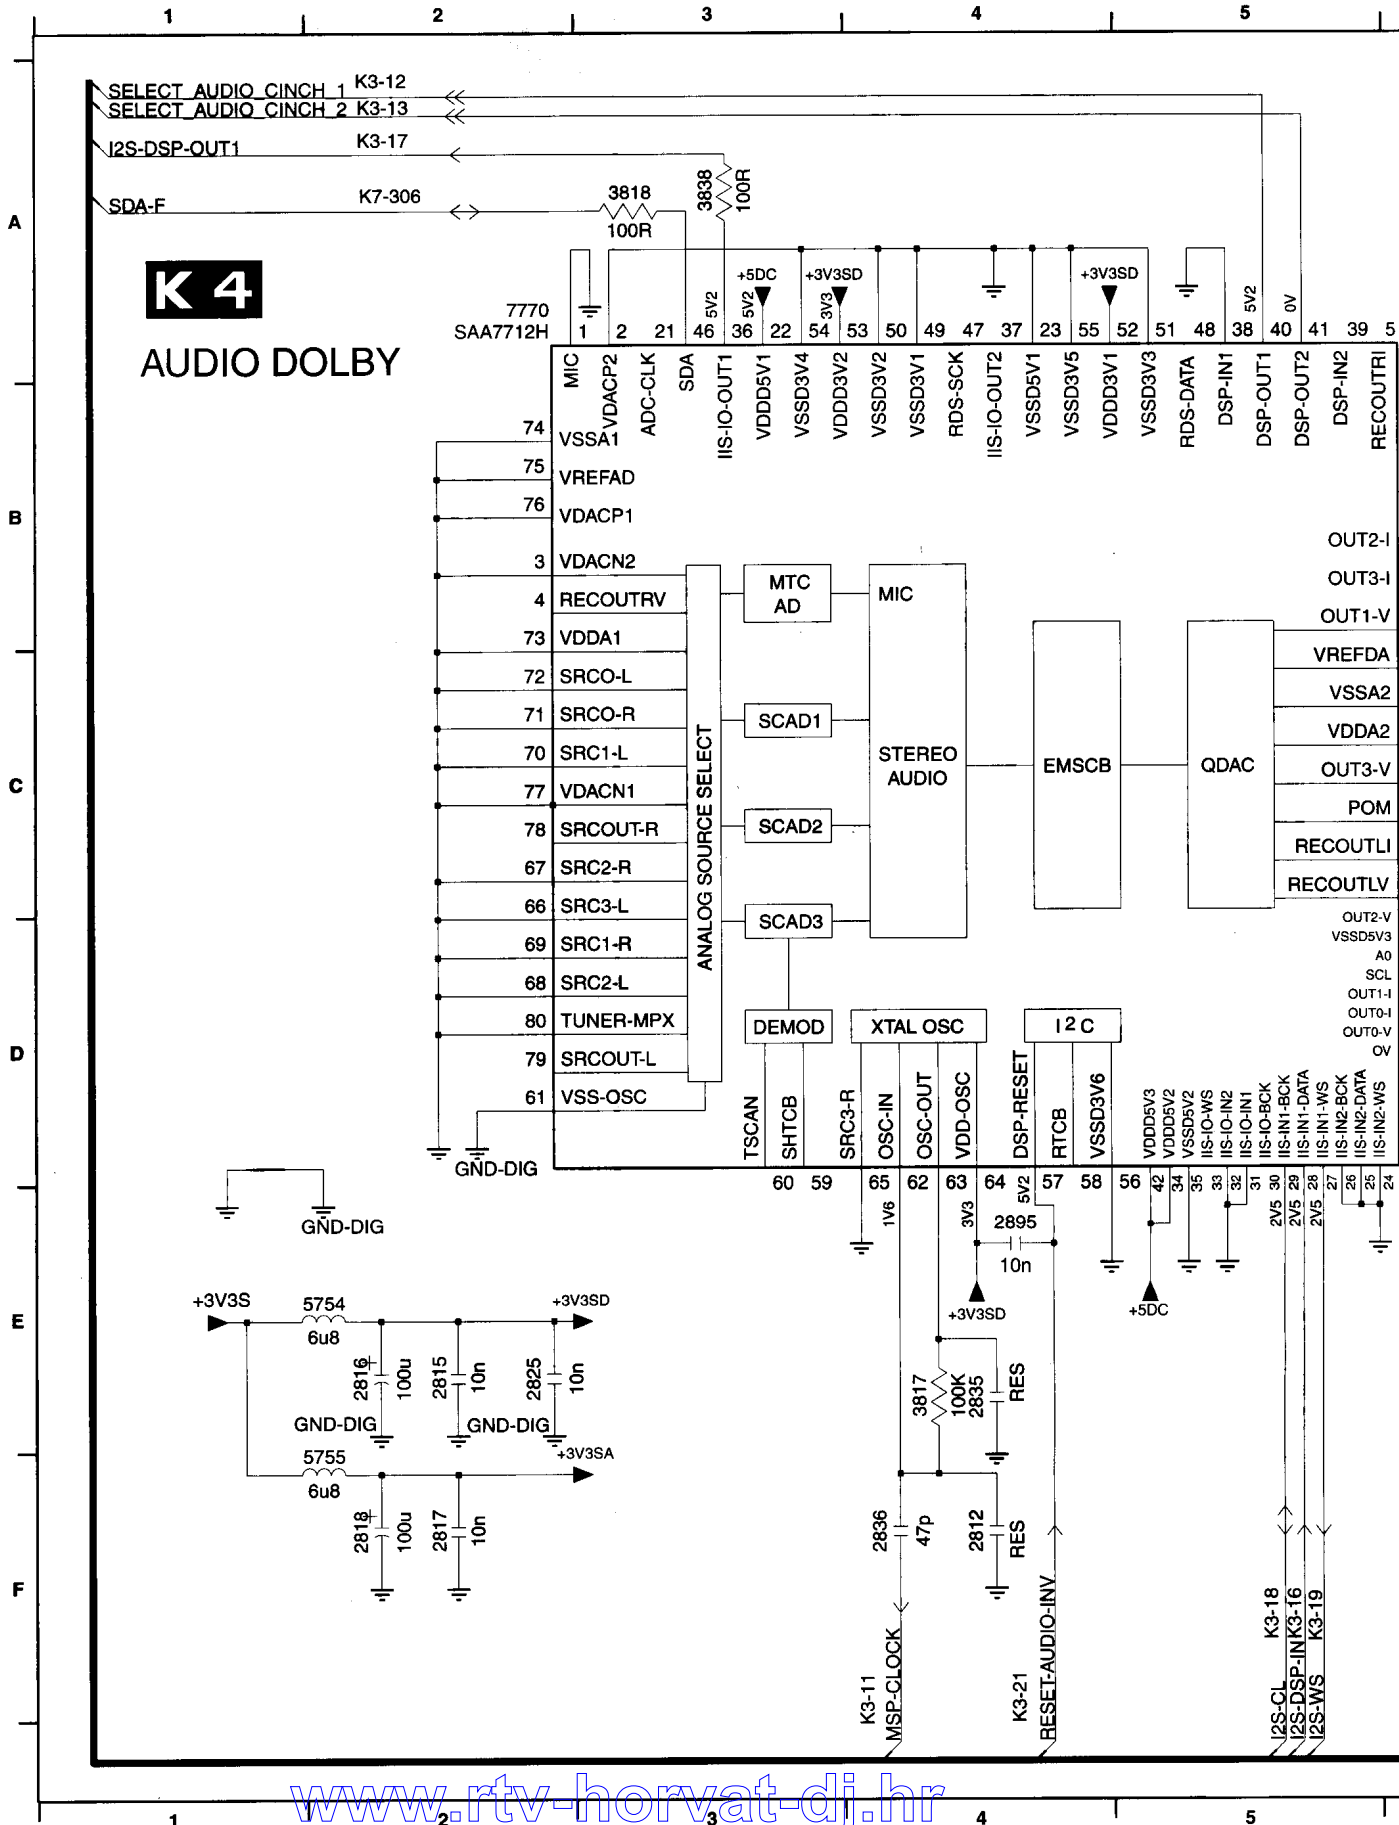 1 2 3 4 5
SELECT_AUDIO_CINCH_1 K3-12
SELECT_AUDIO_CINCH_2 K3-13
I2S-DSP-OUT1 K3-17
SDA-F K7-306
3818
100R
3838
100R
A
B
C
D
E
F
K 4
AUDIO DOLBY
7770
SAA7712H
+5DC
+3V3SD
+3V3SD
5V2
5V2
3V3
5V2
0V
1 2 21 46 36 22 54 53 50 49 47 37 23 55 52 51 48 38 40 41 39 5
MIC
VDACP2
ADC-CLK
SDA
IIS-IO-OUT1
VDDD5V1
VSSD3V4
VDDD3V2
VSSD3V2
VSSD3V1
RDS-SCK
IIS-IO-OUT2
VSSD5V1
VSSD3V5
VDDD3V1
VSSD3V3
RDS-DATA
DSP-IN1
DSP-OUT1
DSP-OUT2
DSP-IN2
RECOUTRI
74 VSSA1
75 VREFAD
76 VDACP1
3 VDACN2
4 RECOUTRV
73 VDDA1
72 SRCO-L
71 SRCO-R
70 SRC1-L
77 VDACN1
78 SRCOUT-R
67 SRC2-R
66 SRC3-L
69 SRC1-R
68 SRC2-L
80 TUNER-MPX
79 SRCOUT-L
61 VSS-OSC
GND-DIG
ANALOG SOURCE SELECT
MTC
AD
SCAD1
SCAD2
SCAD3
DEMOD
MIC
STEREO
AUDIO
EMSCB
QDAC
XTAL OSC
I2C
OUT2-I
OUT3-I
OUT1-V
VREFDA
VSSA2
VDDA2
OUT3-V
POM
RECOUTLI
RECOUTLV
OUT2-V
VSSD5V3
A0
SCL
OUT1-I
OUT0-I
OUT0-V
OV
TSCAN
SHTCB
SRC3-R
OSC-IN
OSC-OUT
VDD-OSC
DSP-RESET
RTCB
VSSD3V6
VDDD5V3
VDDD5V2
VSSD5V2
IIS-IO-WS
IIS-IO-IN2
IIS-IO-IN1
IIS-IO-BCK
IIS-IN1-BCK
IIS-IN1-DATA
IIS-IN1-WS
IIS-IN2-BCK
IIS-IN2-DATA
IIS-IN2-WS
60 59 65 62 63 64 57 58 56 42 34 35 33 32 31 30 29 28 27 26 25 24
1V6
3V3
5V2
2V5
2V5
2V5
2895
10n
+3V3SD
+5DC
GND-DIG
+3V3S
5754
6u8
+3V3SD
2816
100u
2815
10n
2825
10n
GND-DIG
GND-DIG
5755
6u8
+3V3SA
2818
100u
2817
10n
3817
100K
2835
RES
2836
47p
2812
RES
K3-11
MSP-CLOCK
K3-21
RESET-AUDIO-INV
K3-18
I2S-CL
K3-16
I2S-DSP-IN
K3-19
I2S-WS
www.rtv-horvat-dj.hr
1 2 3 4 5